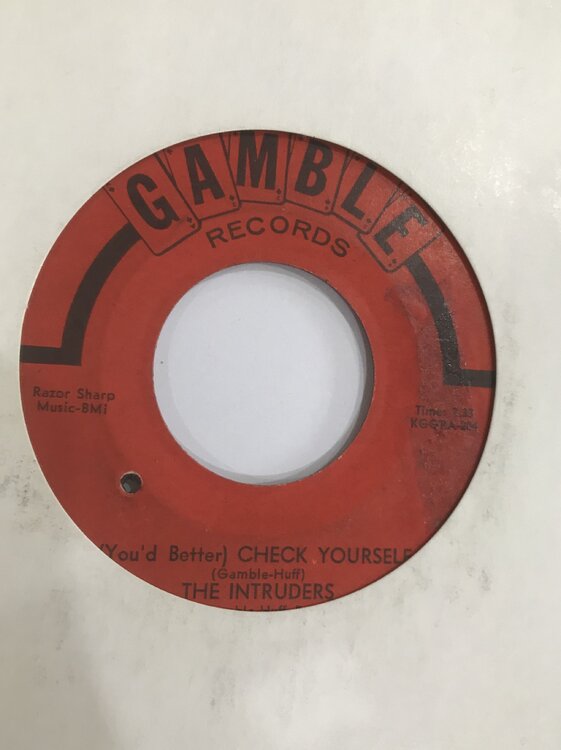 GAMBLE
RECORDS
Razor Sharp
Music-BMI
Time:
(You'd Better) CHECK YOURSELF
(Gamble-Huff)
THE INTRUDERS